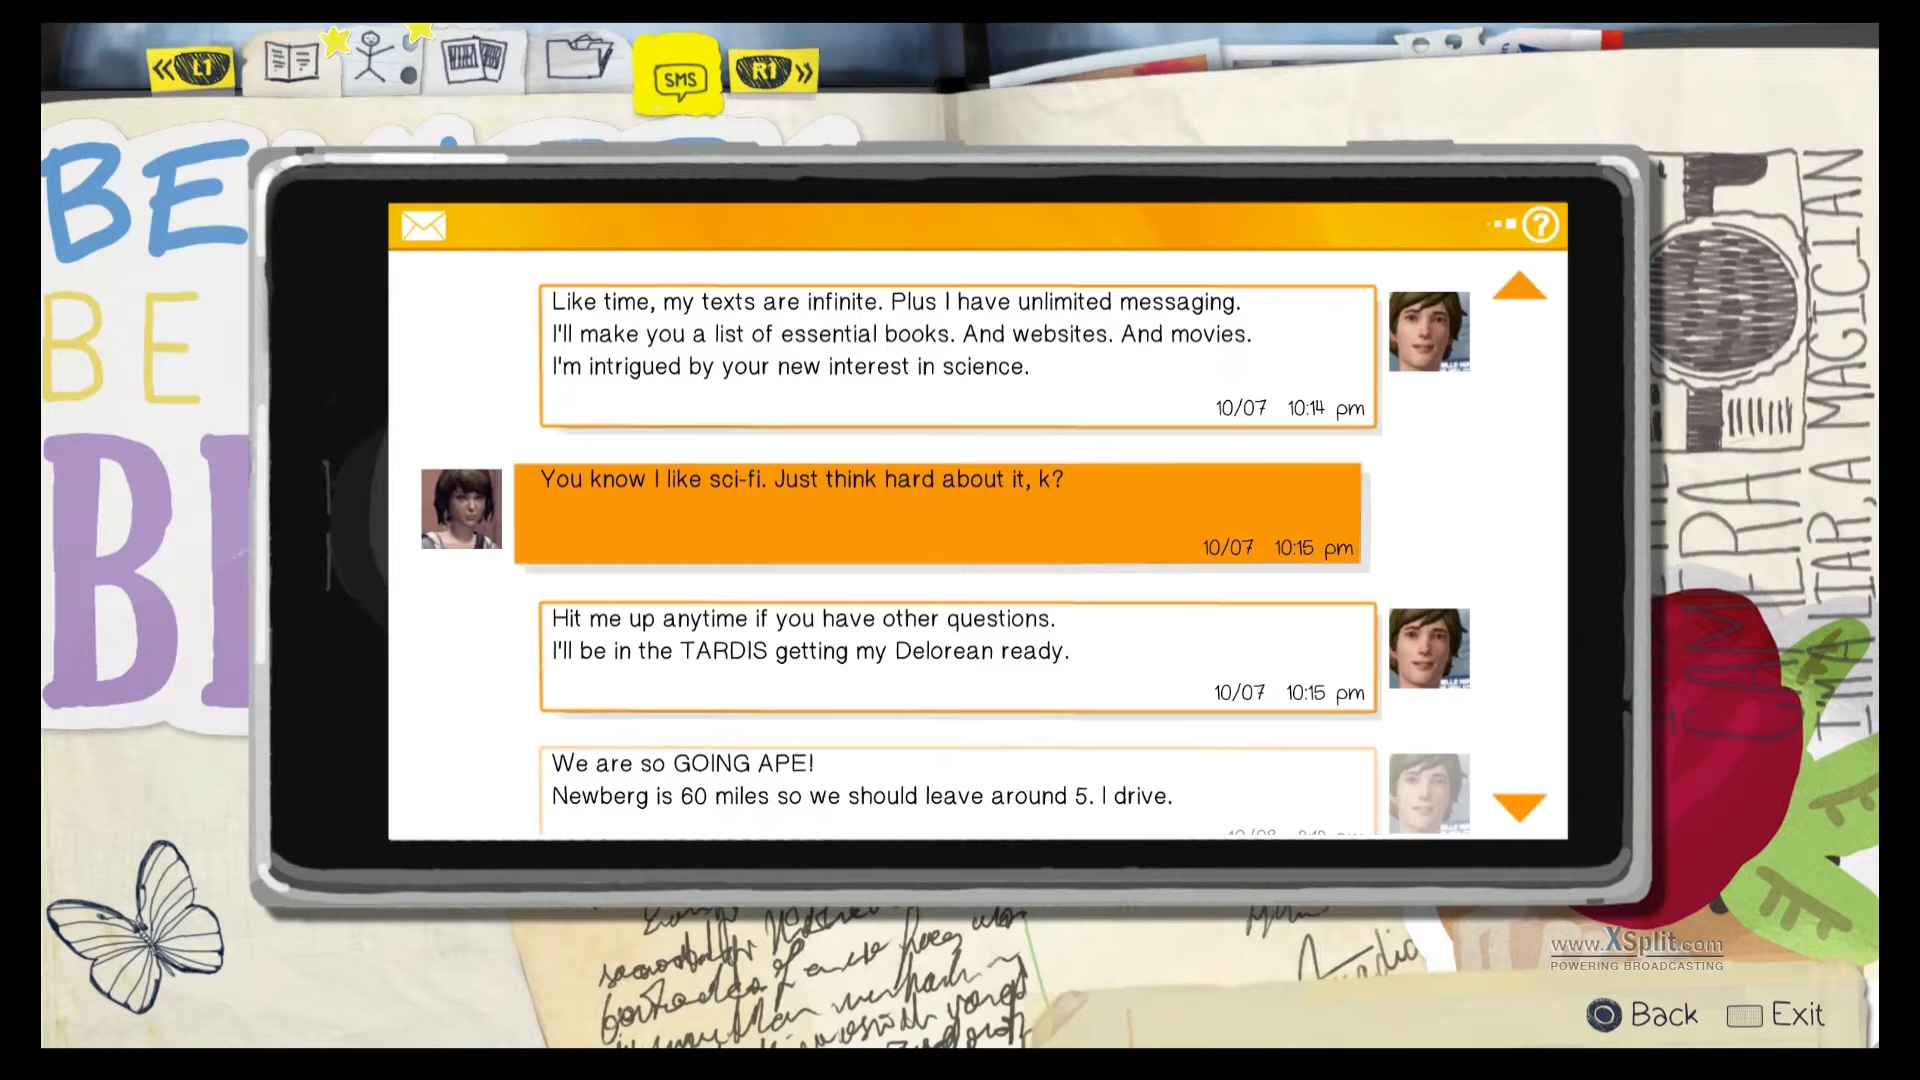 L1
SMS
R1
BE
BE
Like time, my texts are infinite. Plus I have unlimited messaging.
I'll make you a list of essential books. And websites. And movies.
I'm intrigued by your new interest in science.
10/07 10:14 pm
You know I like sci-fi. Just think hard about it, k?
10/07 10:15 pm
Hit me up anytime if you have other questions.
I'll be in the TARDIS getting my Delorean ready.
10/07 10:15 pm
We are so GOING APE!
Newberg is 60 miles so we should leave around 5. I drive.
CAMERA
I'M A LIAR, A MAGICIAN
www.XSplit.com
POWERING BROADCASTING
Back
Exit